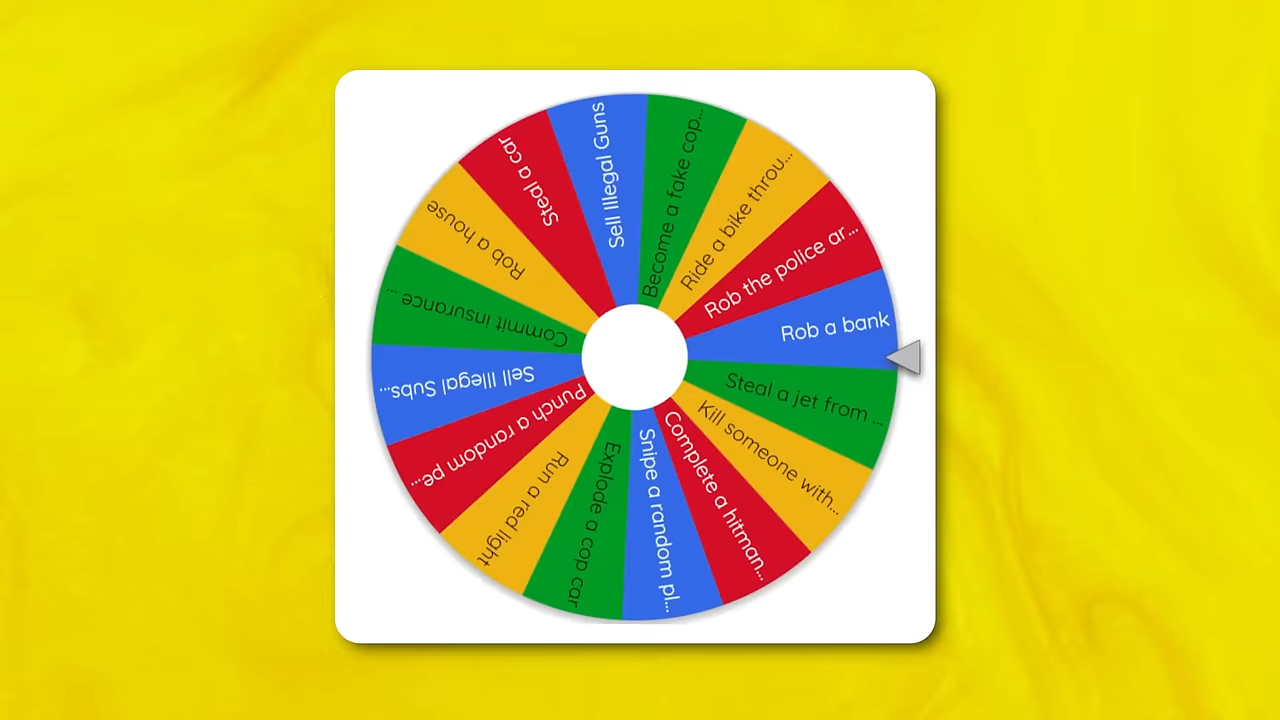 Sell Illegal Guns
Become a fake cop...
Ride a bike throu...
Rob the police ar...
Rob a bank
Steal a jet from ...
Kill someone with...
Complete a hitman...
Snipe a random pl...
Explode a cop car
Run a red light
Punch a random pe...
Sell Illegal Subs...
Commit insurance ...
Rob a house
Steal a car